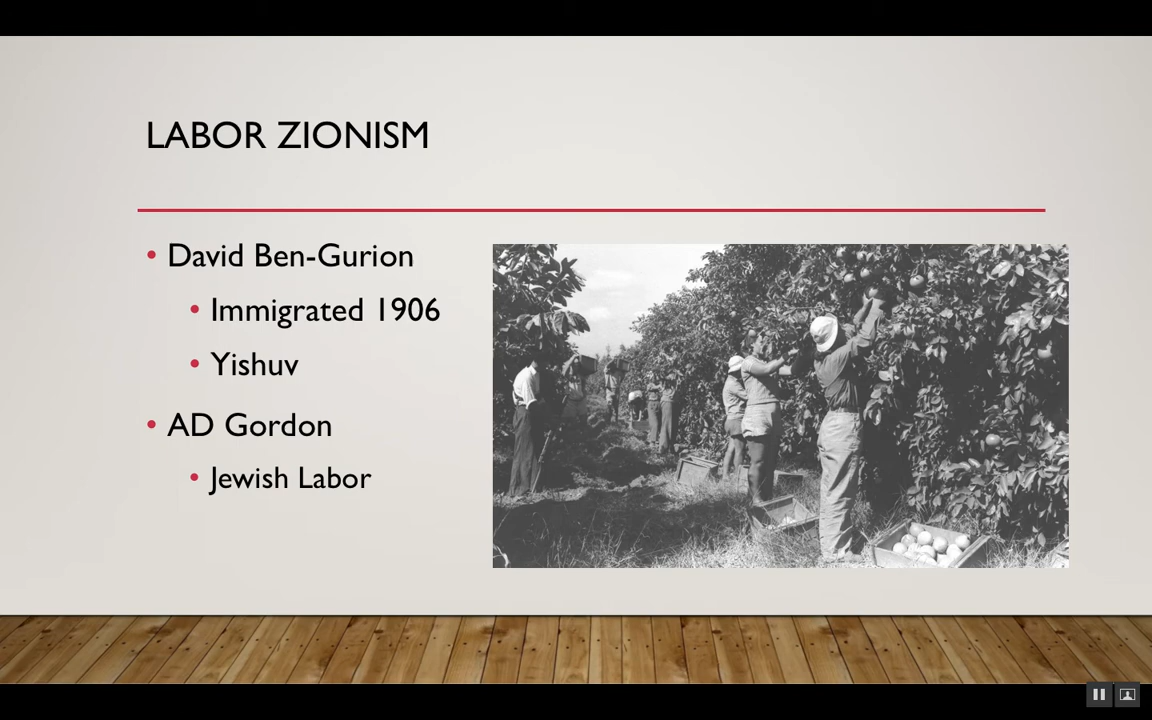 LABOR ZIONISM
David Ben-Gurion
Immigrated 1906
Yishuv
AD Gordon
Jewish Labor